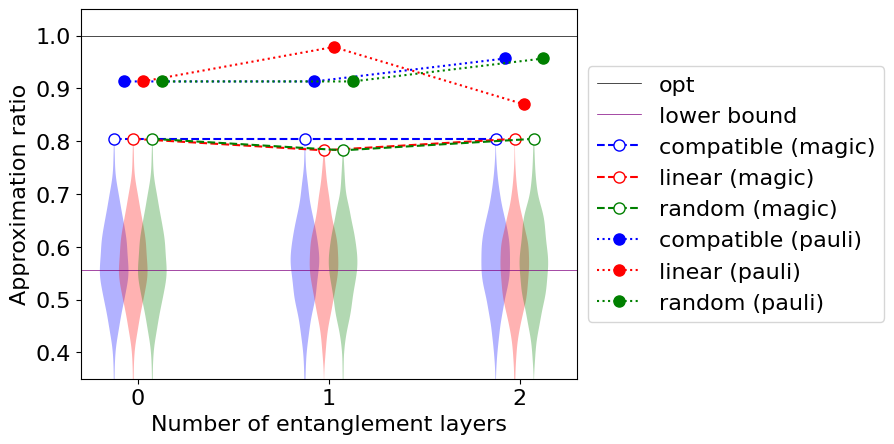 1.0
0.9
0.8
0.7
0.6
0.5
0.4
Approximation ratio
0 1 2
Number of entanglement layers
opt
lower bound
compatible (magic)
linear (magic)
random (magic)
compatible (pauli)
linear (pauli)
random (pauli)